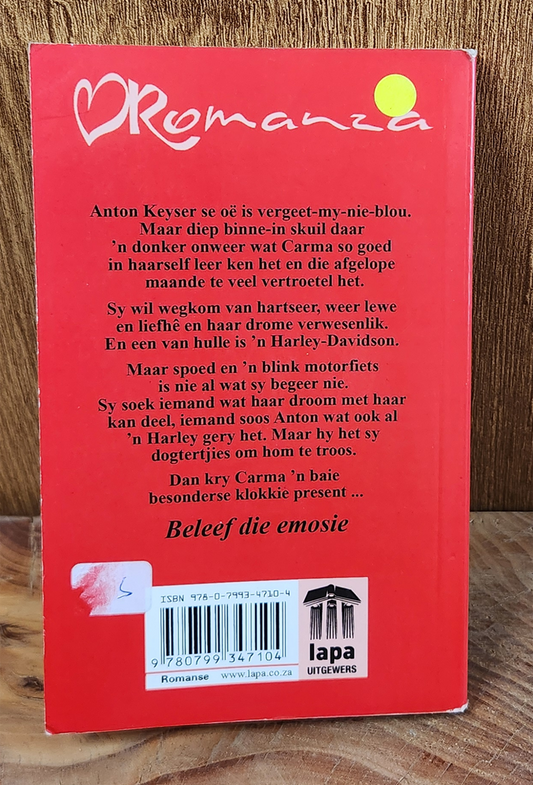 Romanza
Anton Keyser se oë is vergeet-my-nie-blou.
Maar diep binne-in skuil daar
’n donker onweer wat Carma so goed
in haarself leer ken het en die afgelope
maande te veel vertroetel het.
Sy wil wegkom van hartseer, weer lewe
en liefhê en haar drome verwesenlik.
En een van hulle is ’n Harley-Davidson.
Maar spoed en ’n blink motorfiets
is nie al wat sy begeer nie.
Sy soek iemand wat haar droom met haar
kan deel, iemand soos Anton wat ook al
’n Harley gery het. Maar hy het sy
dogtertjies om hom te troos.
Dan kry Carma ’n baie
besonderse klokkie present ...
Beleef die emosie
5
ISBN 978-0-7993-4710-4
9 780799 347104
Romanse www.lapa.co.za
lapa
UITGEWERS